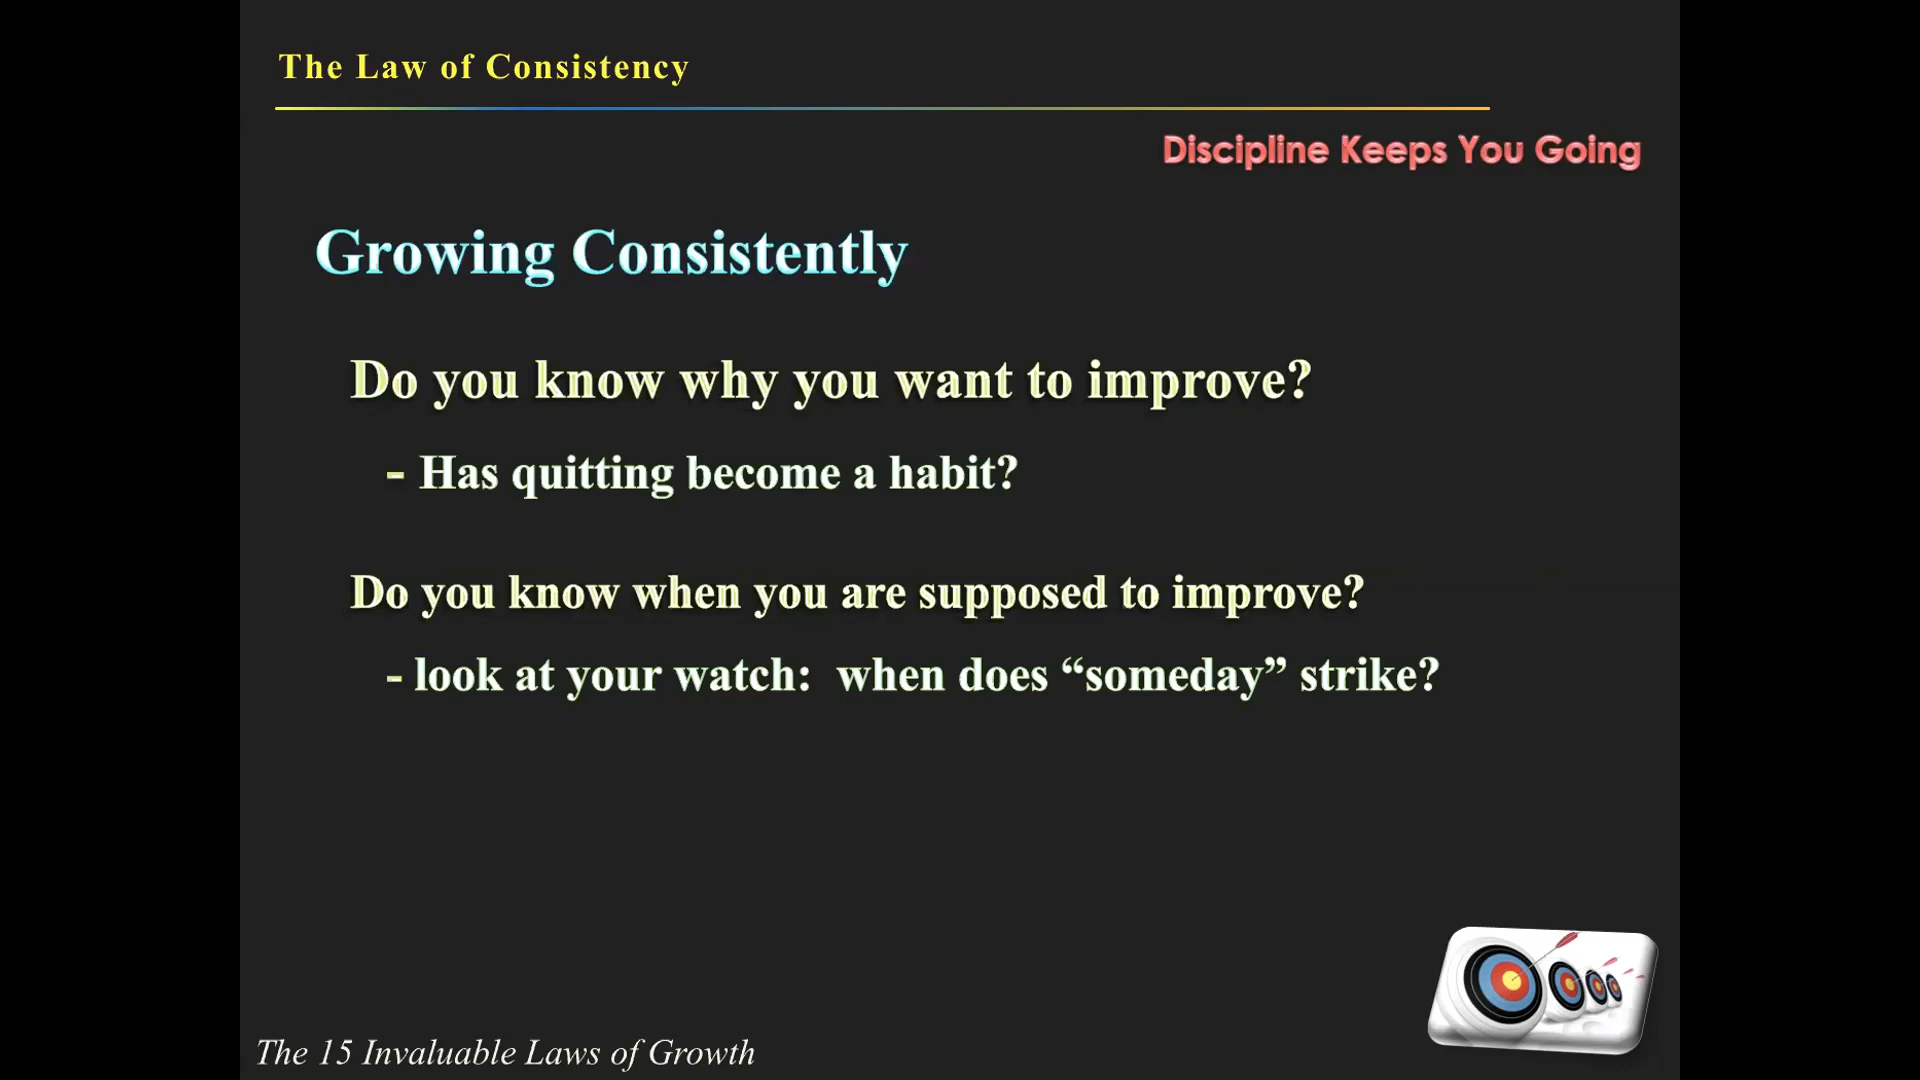 The Law of Consistency
Discipline Keeps You Going
Growing Consistently
Do you know why you want to improve?
- Has quitting become a habit?
Do you know when you are supposed to improve?
- look at your watch:  when does “someday” strike?
The 15 Invaluable Laws of Growth